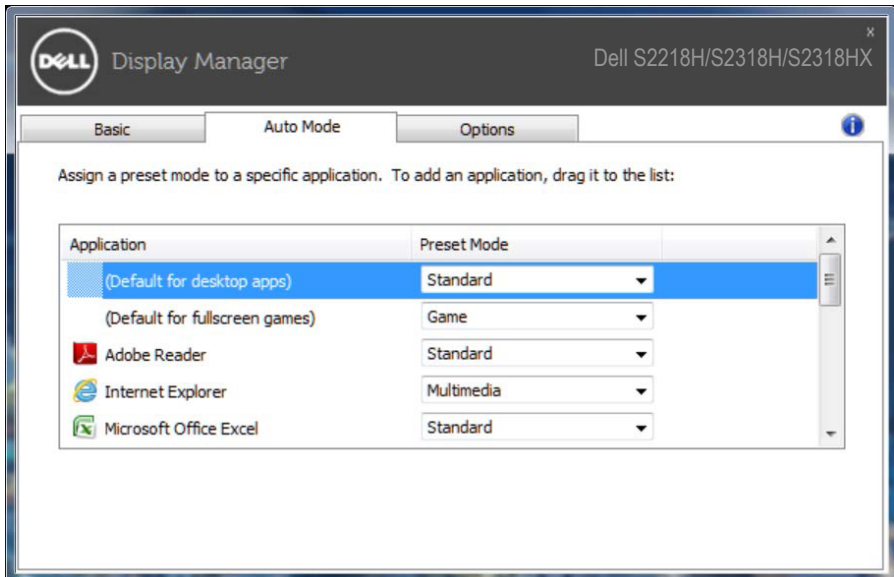 x
DELL Display Manager Dell S2218H/S2318H/S2318HX
Basic Auto Mode Options i
Assign a preset mode to a specific application. To add an application, drag it to the list:
Application Preset Mode
(Default for desktop apps) Standard
(Default for fullscreen games) Game
Adobe Reader Standard
Internet Explorer Multimedia
Microsoft Office Excel Standard